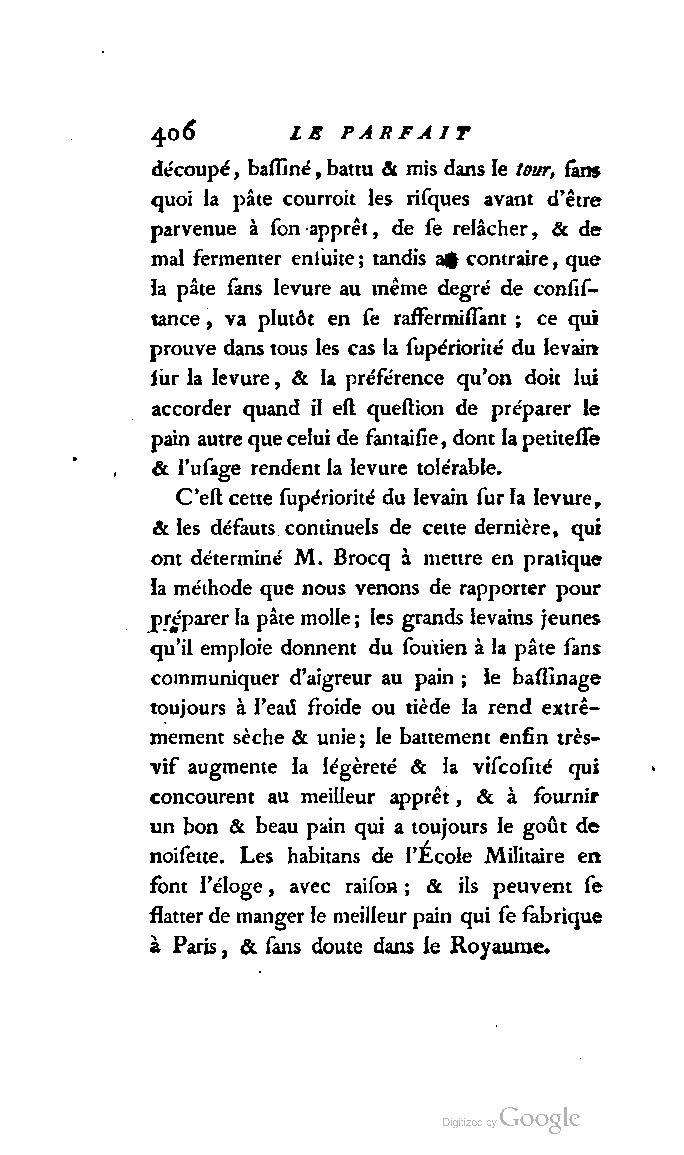 406 LE PARFAIT
découpé, baſſiné, battu & mis dans le tour, ſans
quoi la pâte courroit les riſques avant d'être
parvenue à ſon apprêt, de ſe relâcher, & de
mal fermenter enſuite; tandis au contraire, que
la pâte ſans levure au même degré de conſiſ-
tance, va plutôt en ſe raffermiſſant; ce qui
prouve dans tous les cas la ſupériorité du levain
ſur la levure, & la préférence qu'on doit lui
accorder quand il eſt queſtion de préparer le
pain autre que celui de fantaiſie, dont la petiteſſe
& l'uſage rendent la levure tolérable.
C'eſt cette ſupériorité du levain ſur la levure,
& les défauts continuels de cette dernière, qui
ont déterminé M. Brocq à mettre en pratique
la méthode que nous venons de rapporter pour
préparer la pâte molle; les grands levains jeunes
qu'il emploie donnent du ſoutien à la pâte ſans
communiquer d'aigreur au pain; le baſſinage
toujours à l'eau froide ou tiède la rend extrê-
mement sèche & unie; le battement enfin très-
vif augmente la légèreté & la viſcoſité qui
concourent au meilleur apprêt, & à fournir
un bon & beau pain qui a toujours le goût de
noiſette. Les habitans de l'École Militaire en
font l'éloge, avec raiſon; & ils peuvent ſe
flatter de manger le meilleur pain qui ſe fabrique
à Paris, & ſans doute dans le Royaume.
Digitized by Google